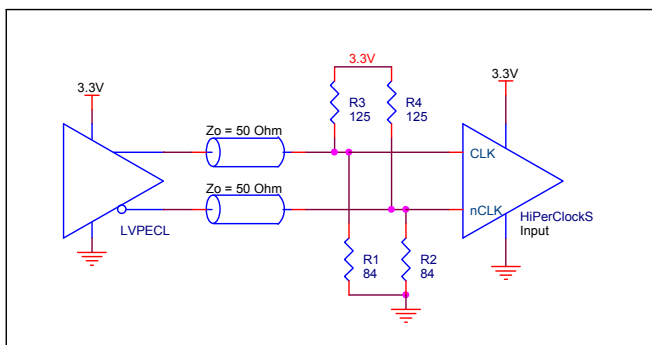 3.3V
3.3V
3.3V
R3
125
R4
125
Zo = 50 Ohm
CLK
Zo = 50 Ohm
nCLK
LVPECL
HiPerClockS
Input
R1
84
R2
84